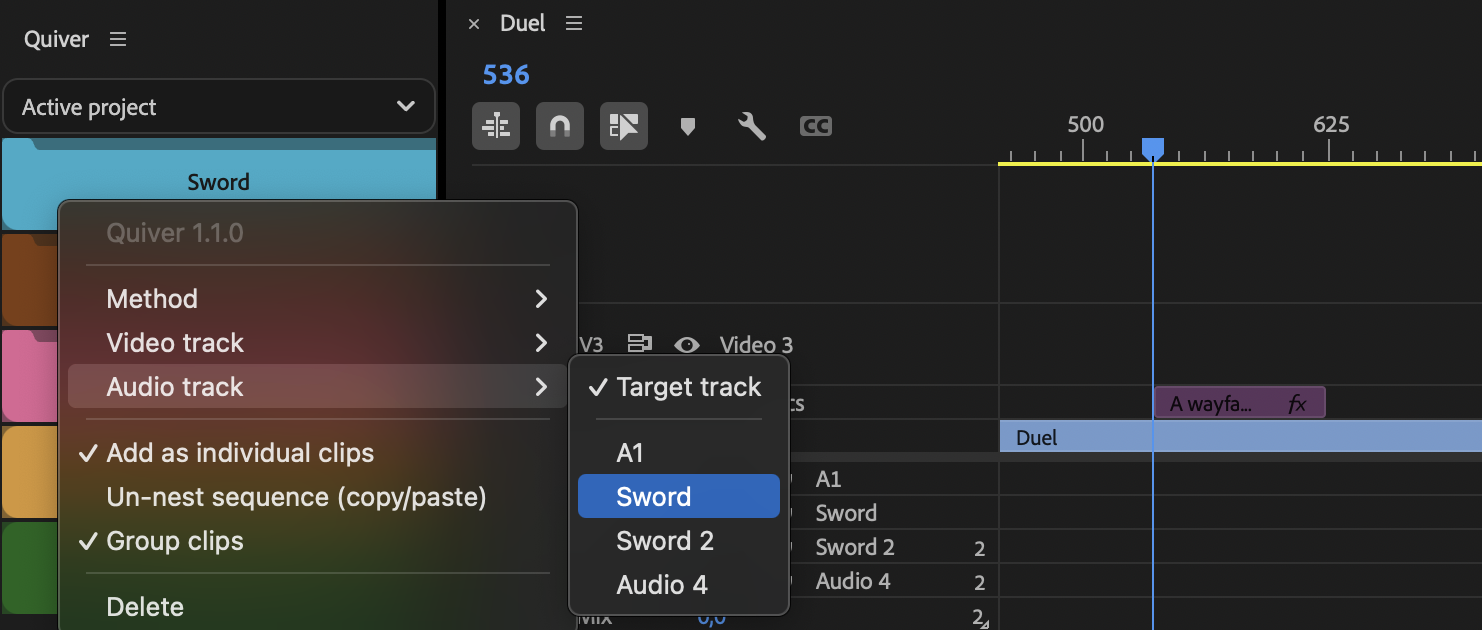 Quiver
Active project
Sword
Quiver 1.1.0
Method
Video track
Audio track
Add as individual clips
Un-nest sequence (copy/paste)
Group clips
Delete
Target track
A1
Sword
Sword 2
Audio 4
× Duel
536
CC
500 625
V3 Video 3
A wayfa... fx
Duel
A1
Sword
Sword 2 2
Audio 4 2
Mix 0,0 2